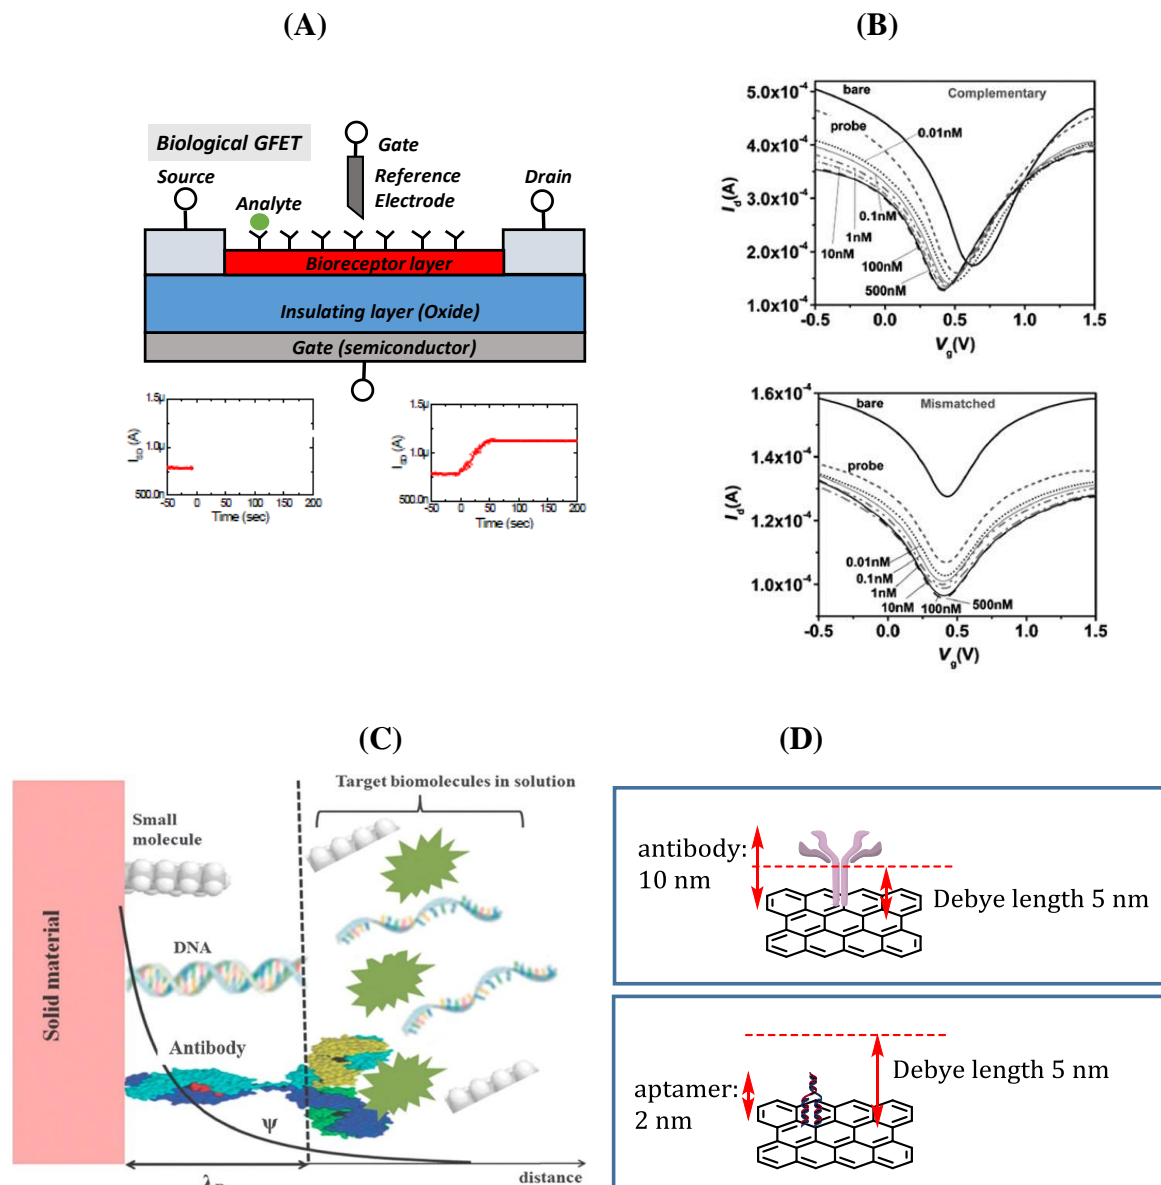 (A)
Biological GFET
Source
Analyte
Gate
Reference
Electrode
Drain
Bioreceptor layer
Insulating layer (Oxide)
Gate (semiconductor)
1.5μ
1.0μ
500.0n
I_SD (A)
-50 0 50 100 150 200
Time (sec)
1.5μ
1.0μ
500.0n
I_SD (A)
-50 0 50 100 150 200
Time (sec)
(B)
5.0x10⁻⁴
4.0x10⁻⁴
3.0x10⁻⁴
2.0x10⁻⁴
1.0x10⁻⁴
I_d(A)
bare
Complementary
probe
0.01nM
0.1nM
1nM
10nM
100nM
500nM
-0.5 0.0 0.5 1.0 1.5
V_g(V)
1.6x10⁻⁴
1.4x10⁻⁴
1.2x10⁻⁴
1.0x10⁻⁴
I_d(A)
bare
Mismatched
probe
0.01nM
0.1nM
1nM
10nM
100nM
500nM
-0.5 0.0 0.5 1.0 1.5
V_g(V)
(C)
Target biomolecules in solution
Small
molecule
DNA
Solid material
Antibody
ψ
distance
(D)
antibody:
10 nm
Debye length 5 nm
Debye length 5 nm
aptamer:
2 nm